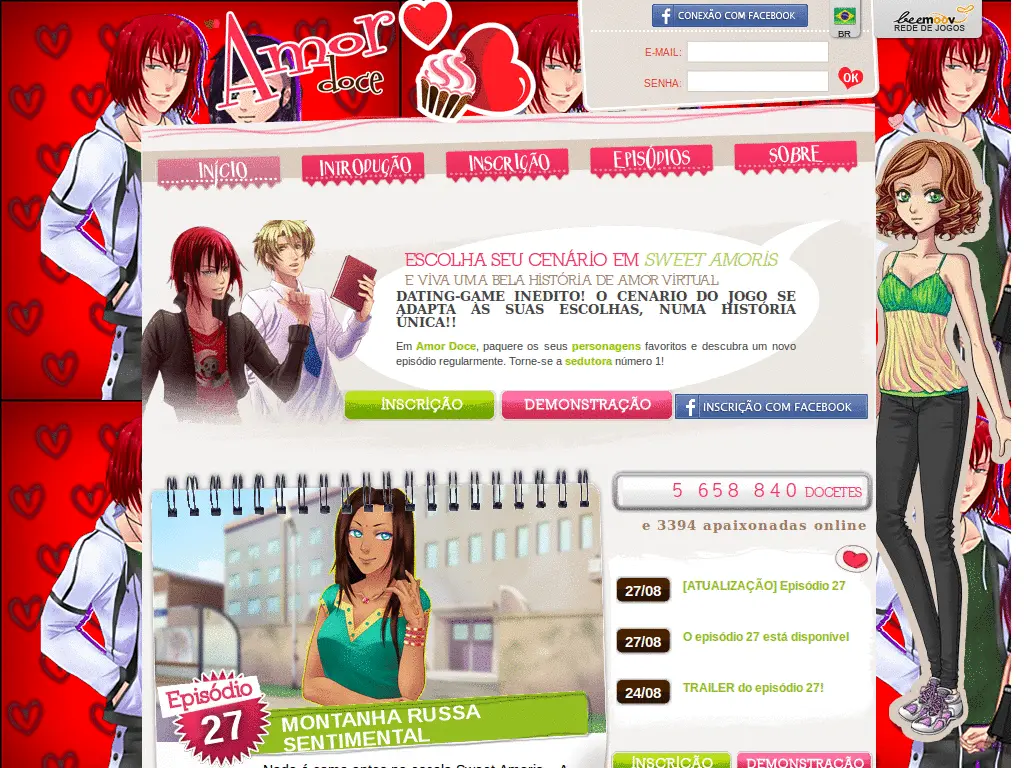 Amor
doce
CONEXÃO COM FACEBOOK
BR
beemoov
REDE DE JOGOS
E-MAIL:
SENHA:
OK
INÍCIO
INTRODUÇÃO
INSCRIÇÃO
EPISÓDIOS
SOBRE
ESCOLHA SEU CENÁRIO EM SWEET AMORIS
E VIVA UMA BELA HISTÓRIA DE AMOR VIRTUAL
DATING-GAME INEDITO! O CENARIO DO JOGO SE
ADAPTA ÀS SUAS ESCOLHAS, NUMA HISTÓRIA
ÚNICA!!
Em Amor Doce, paquere os seus personagens favoritos e descubra um novo
episódio regularmente. Torne-se a sedutora número 1!
INSCRIÇÃO
DEMONSTRAÇÃO
INSCRIÇÃO COM FACEBOOK
5 658 840 DOCETES
e 3394 apaixonadas online
27/08
[ATUALIZAÇÃO] Episódio 27
27/08
O episódio 27 está disponível
24/08
TRAILER do episódio 27!
Episódio
27
MONTANHA RUSSA
SENTIMENTAL
Nada é como antes na escola Sweet Amoris... A
INSCRIÇÃO
DEMONSTRAÇÃO